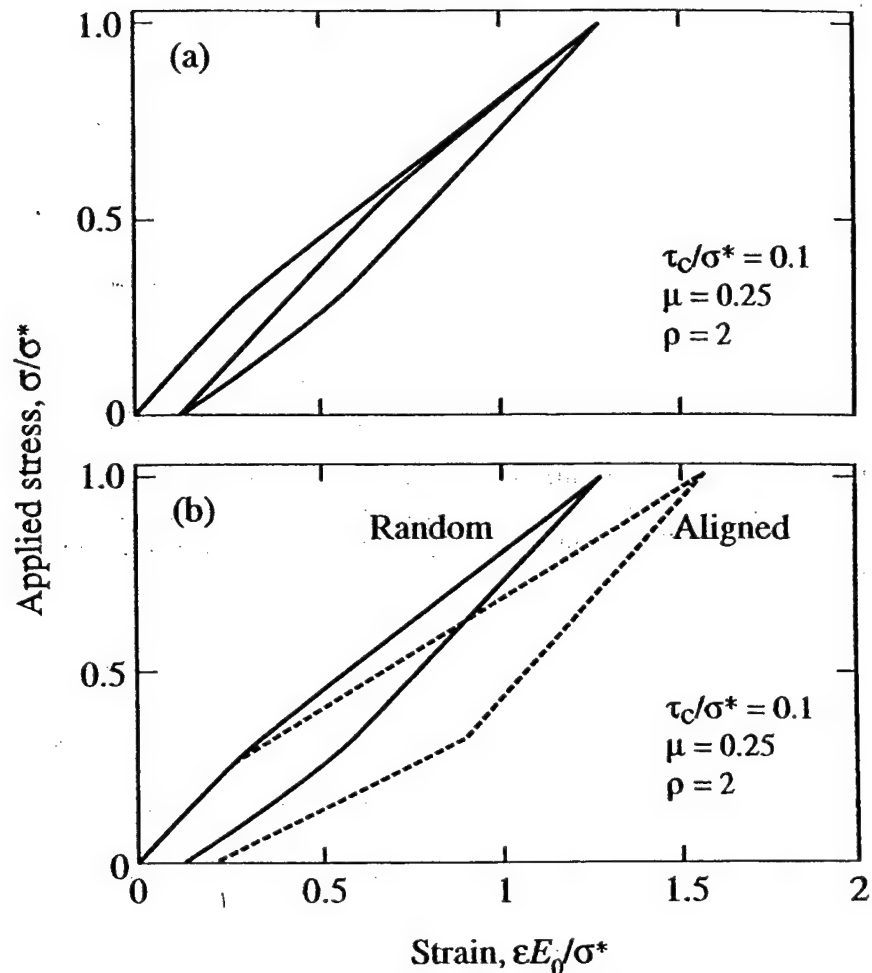 1.0
(a)
0.5
τc/σ* = 0.1
μ = 0.25
ρ = 2
0
Applied stress, σ/σ*
1.0
(b)
Random
Aligned
0.5
τc/σ* = 0.1
μ = 0.25
ρ = 2
0
0
0.5
1
1.5
2
Strain, εE₀/σ*